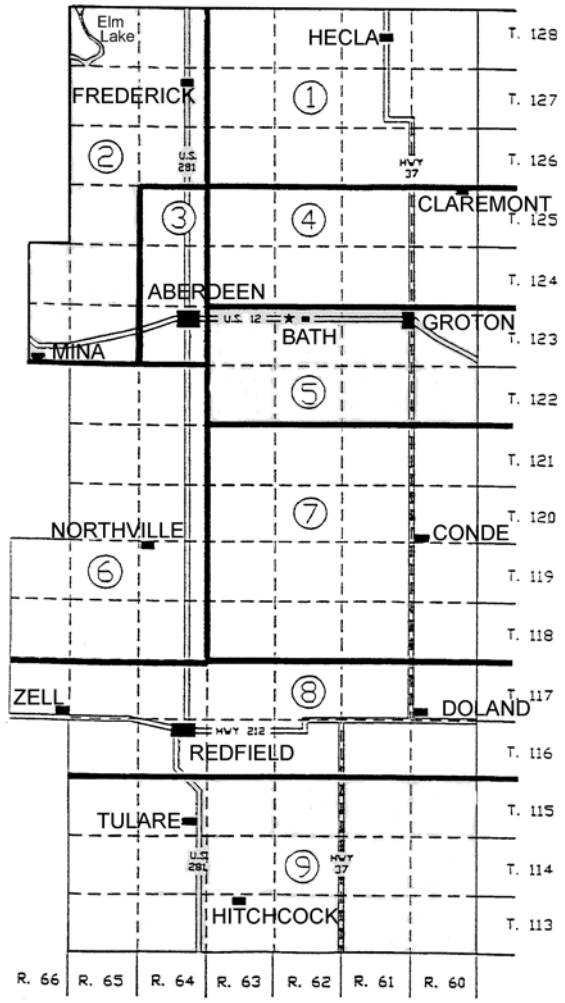 Elm
Lake
HECLA
T. 128
FREDERICK
1
T. 127
2
U.S.
281
HWY
37
T. 126
3
4
CLAREMONT
T. 125
T. 124
ABERDEEN
U.S. 12
BATH
GROTON
T. 123
MINA
5
T. 122
T. 121
7
T. 120
NORTHVILLE
CONDE
6
T. 119
T. 118
8
T. 117
ZELL
DOLAND
HWY 212
REDFIELD
T. 116
TULARE
T. 115
U.S.
281
9
HWY
37
T. 114
HITCHCOCK
T. 113
R. 66 R. 65 R. 64 R. 63 R. 62 R. 61 R. 60